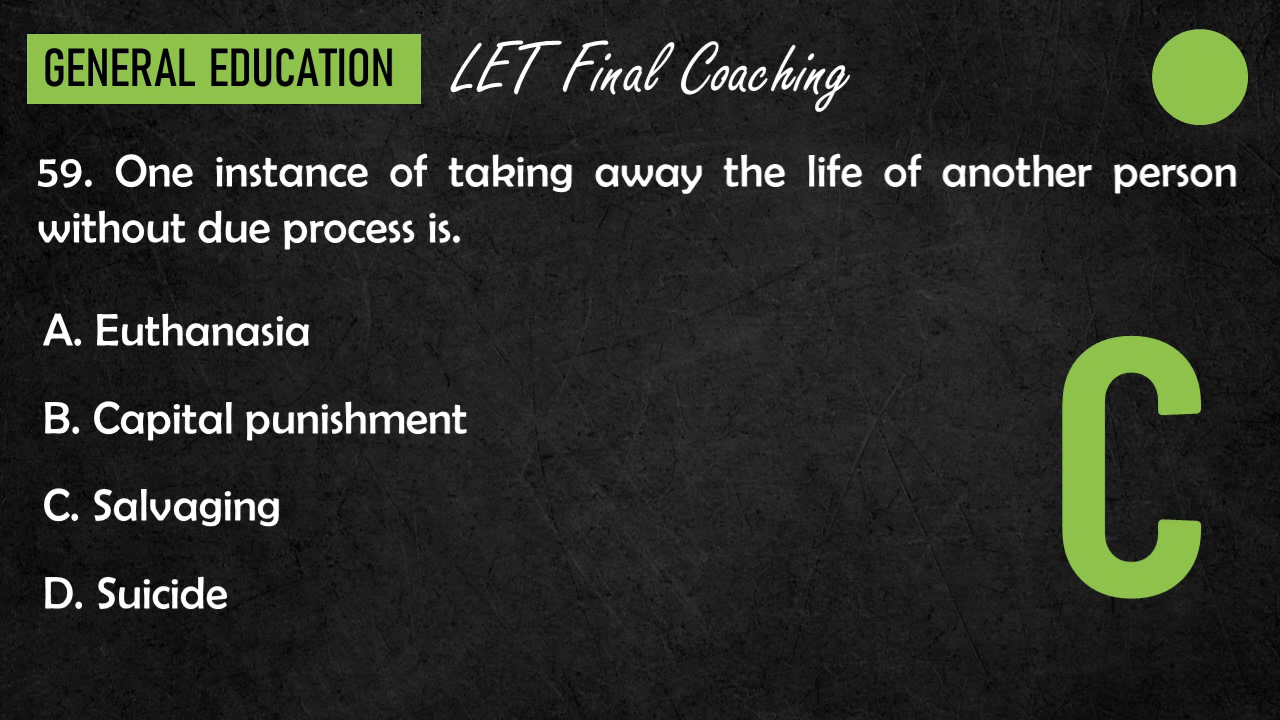 GENERAL EDUCATION
LET Final Coaching
59. One instance of taking away the life of another person
without due process is.
A. Euthanasia
B. Capital punishment
C. Salvaging
D. Suicide
C